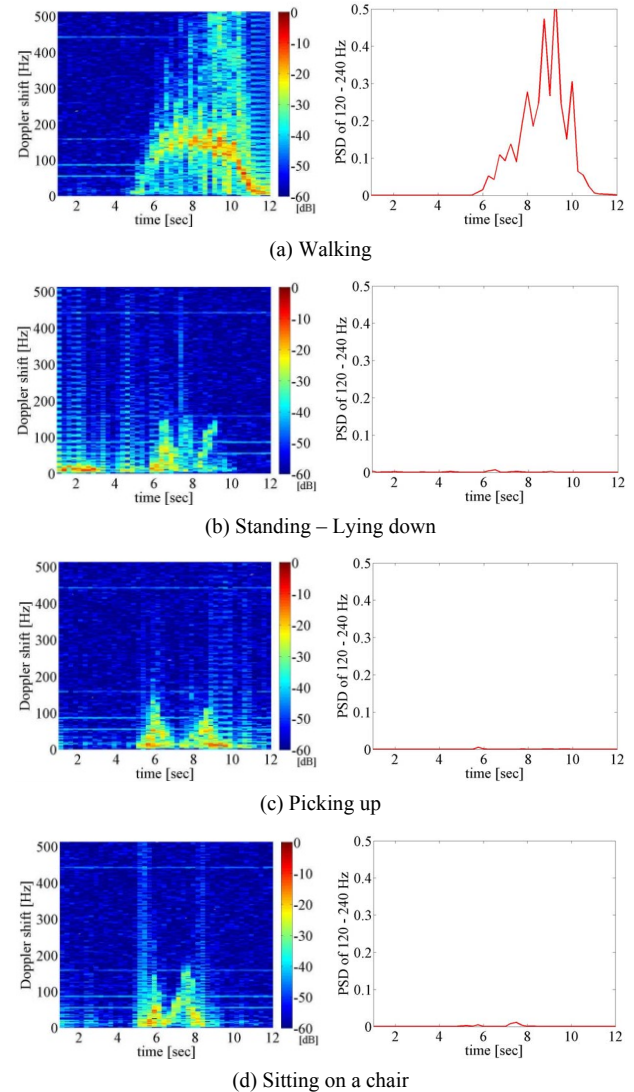 500
400
300
200
100
0
Doppler shift [Hz]
2 4 6 8 10 12
time [sec]
0
-10
-20
-30
-40
-50
-60
[dB]
0.5
0.4
0.3
0.2
0.1
0
PSD of 120 - 240 Hz
2 4 6 8 10 12
time [sec]
(a) Walking
500
400
300
200
100
0
Doppler shift [Hz]
2 4 6 8 10 12
time [sec]
0
-10
-20
-30
-40
-50
-60
[dB]
0.5
0.4
0.3
0.2
0.1
0
PSD of 120 - 240 Hz
2 4 6 8 10 12
time [sec]
(b) Standing – Lying down
500
400
300
200
100
0
Doppler shift [Hz]
2 4 6 8 10 12
time [sec]
0
-10
-20
-30
-40
-50
-60
[dB]
0.5
0.4
0.3
0.2
0.1
0
PSD of 120 - 240 Hz
2 4 6 8 10 12
time [sec]
(c) Picking up
500
400
300
200
100
0
Doppler shift [Hz]
2 4 6 8 10 12
time [sec]
0
-10
-20
-30
-40
-50
-60
[dB]
0.5
0.4
0.3
0.2
0.1
0
PSD of 120 - 240 Hz
2 4 6 8 10 12
time [sec]
(d) Sitting on a chair